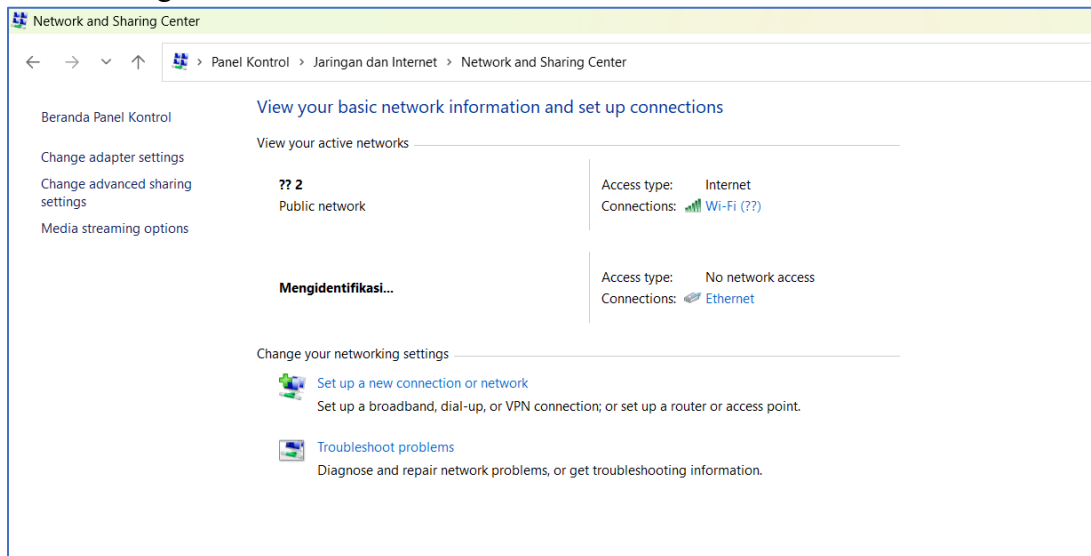 Network and Sharing Center
Panel Kontrol > Jaringan dan Internet > Network and Sharing Center
Beranda Panel Kontrol
Change adapter settings
Change advanced sharing
settings
Media streaming options
View your basic network information and set up connections
View your active networks
?? 2
Public network
Access type: Internet
Connections: Wi-Fi (??)
Mengidentifikasi...
Access type: No network access
Connections: Ethernet
Change your networking settings
Set up a new connection or network
Set up a broadband, dial-up, or VPN connection; or set up a router or access point.
Troubleshoot problems
Diagnose and repair network problems, or get troubleshooting information.